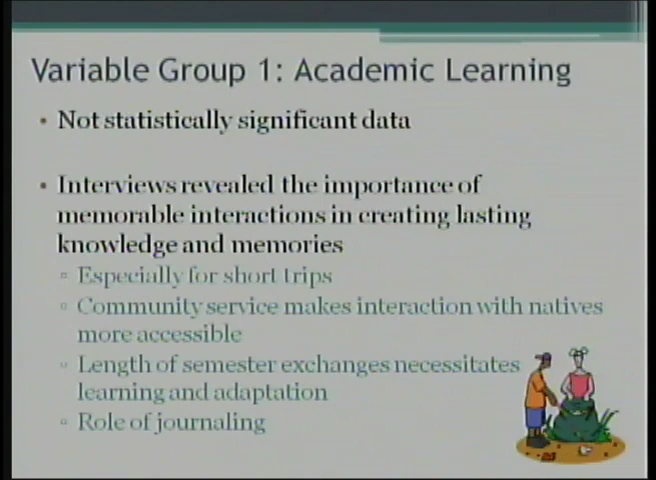 Variable Group 1: Academic Learning
• Not statistically significant data
• Interviews revealed the importance of
memorable interactions in creating lasting
knowledge and memories
▫ Especially for short trips
▫ Community service makes interaction with natives
more accessible
▫ Length of semester exchanges necessitates
learning and adaptation
▫ Role of journaling